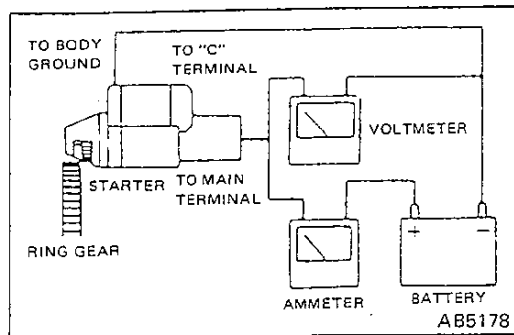 TO BODY
GROUND
TO "C"
TERMINAL
VOLTMETER
STARTER
TO MAIN
TERMINAL
RING GEAR
+ −
AMMETER
BATTERY
AB5178